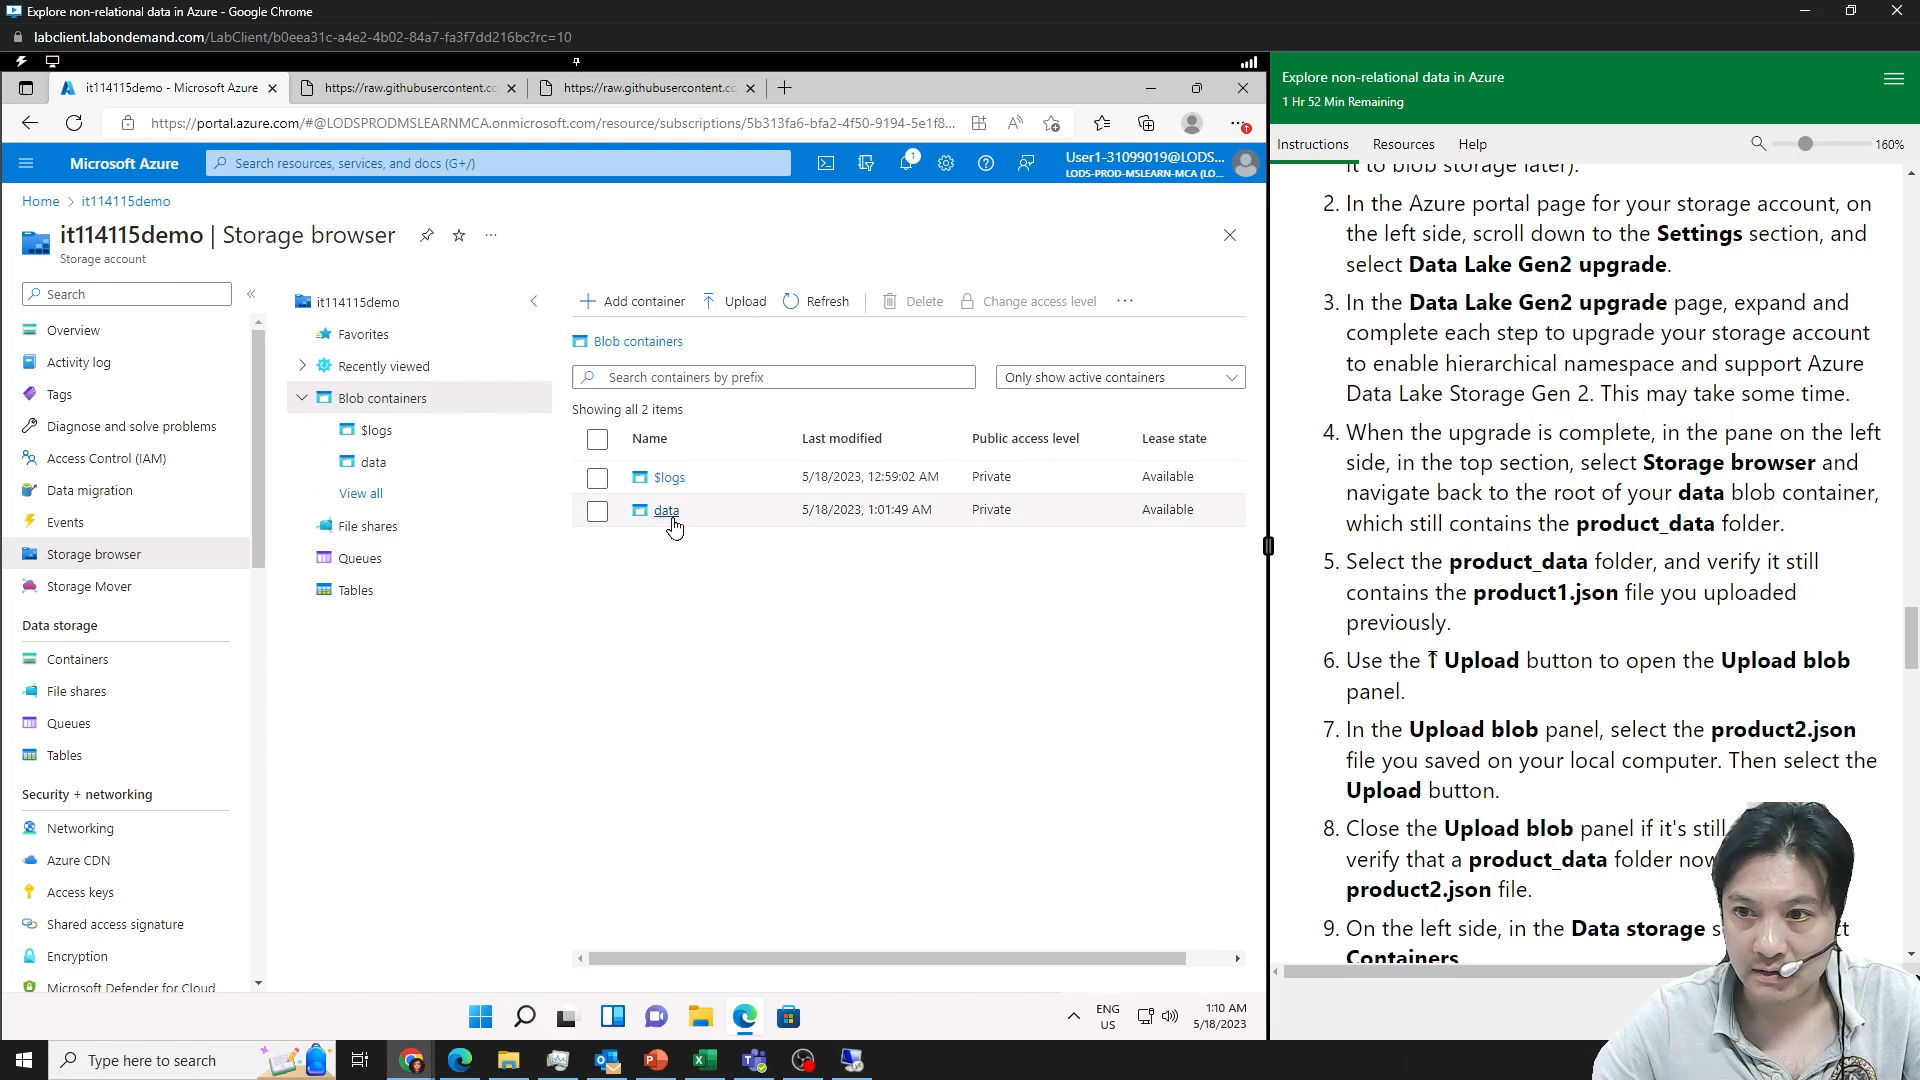 Explore non-relational data in Azure - Google Chrome
labclient.labondemand.com/LabClient/b0eea31c-a4e2-4b02-84a7-fa3f7dd216bc?rc=10
it114115demo - Microsoft Azure
https://raw.githubusercontent.cc
https://raw.githubusercontent.cc
https://portal.azure.com/#@LODSPRODMSLEARNMCA.onmicrosoft.com/resource/subscriptions/5b313fa6-bfa2-4f50-9194-5e1f8...
Microsoft Azure
Search resources, services, and docs (G+/)
1
User1-31099019@LODS...
LODS-PROD-MSLEARN-MCA (LO...
Home > it114115demo
it114115demo | Storage browser
Storage account
Search
Overview
Activity log
Tags
Diagnose and solve problems
Access Control (IAM)
Data migration
Events
Storage browser
Storage Mover
Data storage
Containers
File shares
Queues
Tables
Security + networking
Networking
Azure CDN
Access keys
Shared access signature
Encryption
Microsoft Defender for Cloud
it114115demo
Favorites
Recently viewed
Blob containers
$logs
data
View all
File shares
Queues
Tables
Add container
Upload
Refresh
Delete
Change access level
Blob containers
Search containers by prefix
Only show active containers
Showing all 2 items
Name Last modified Public access level Lease state
$logs 5/18/2023, 12:59:02 AM Private Available
data 5/18/2023, 1:01:49 AM Private Available
ENG
US
1:10 AM
5/18/2023
Type here to search
Explore non-relational data in Azure
1 Hr 52 Min Remaining
Instructions Resources Help
160%
it to blob storage later).
2. In the Azure portal page for your storage account, on
the left side, scroll down to the Settings section, and
select Data Lake Gen2 upgrade.
3. In the Data Lake Gen2 upgrade page, expand and
complete each step to upgrade your storage account
to enable hierarchical namespace and support Azure
Data Lake Storage Gen 2. This may take some time.
4. When the upgrade is complete, in the pane on the left
side, in the top section, select Storage browser and
navigate back to the root of your data blob container,
which still contains the product_data folder.
5. Select the product_data folder, and verify it still
contains the product1.json file you uploaded
previously.
6. Use the ⤒ Upload button to open the Upload blob
panel.
7. In the Upload blob panel, select the product2.json
file you saved on your local computer. Then select the
Upload button.
8. Close the Upload blob panel if it's still
verify that a product_data folder now
product2.json file.
9. On the left side, in the Data storage
Containers